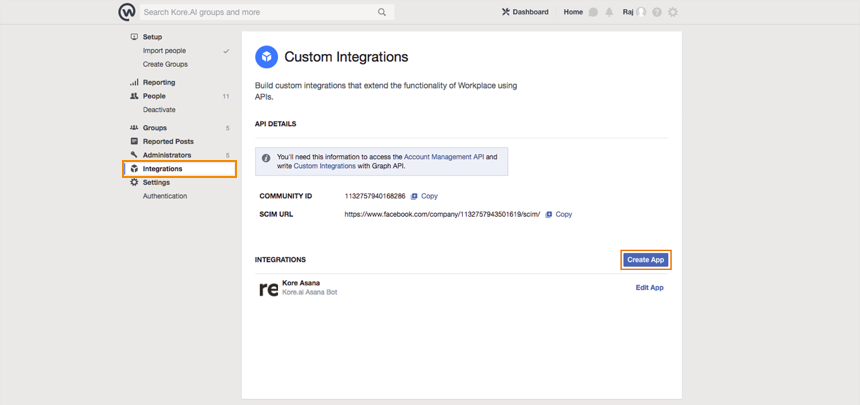 Search Kore.AI groups and more
Dashboard Home Raj
Setup
Import people
Create Groups
Reporting
People 11
Deactivate
Groups 5
Reported Posts
Administrators 5
Integrations
Settings
Authentication
Custom Integrations
Build custom integrations that extend the functionality of Workplace using
APIs.
API DETAILS
You'll need this information to access the Account Management API and
write Custom Integrations with Graph API.
COMMUNITY ID 1132757940168286 Copy
SCIM URL https://www.facebook.com/company/1132757943501619/scim/ Copy
INTEGRATIONS Create App
re Kore Asana
Kore.ai Asana Bot
Edit App